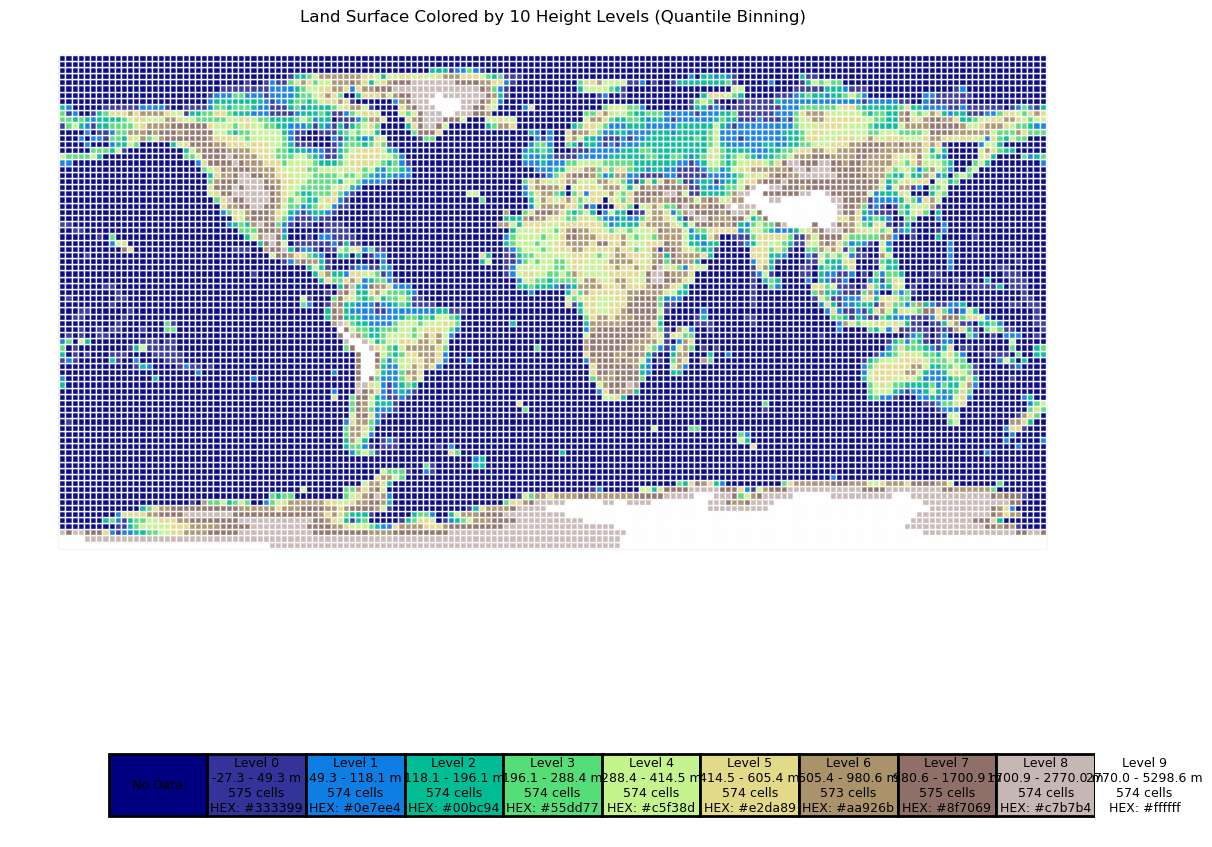 Land Surface Colored by 10 Height Levels (Quantile Binning)
No Data
Level 0
-27.3 - 49.3 m
575 cells
HEX: #333399
Level 1
49.3 - 118.1 m
574 cells
HEX: #0e7ee4
Level 2
118.1 - 196.1 m
574 cells
HEX: #00bc94
Level 3
196.1 - 288.4 m
574 cells
HEX: #55dd77
Level 4
288.4 - 414.5 m
574 cells
HEX: #c5f38d
Level 5
414.5 - 605.4 m
574 cells
HEX: #e2da89
Level 6
605.4 - 980.6 m
573 cells
HEX: #aa926b
Level 7
980.6 - 1700.9 m
575 cells
HEX: #8f7069
Level 8
1700.9 - 2770.0 m
574 cells
HEX: #c7b7b4
Level 9
2770.0 - 5298.6 m
574 cells
HEX: #ffffff